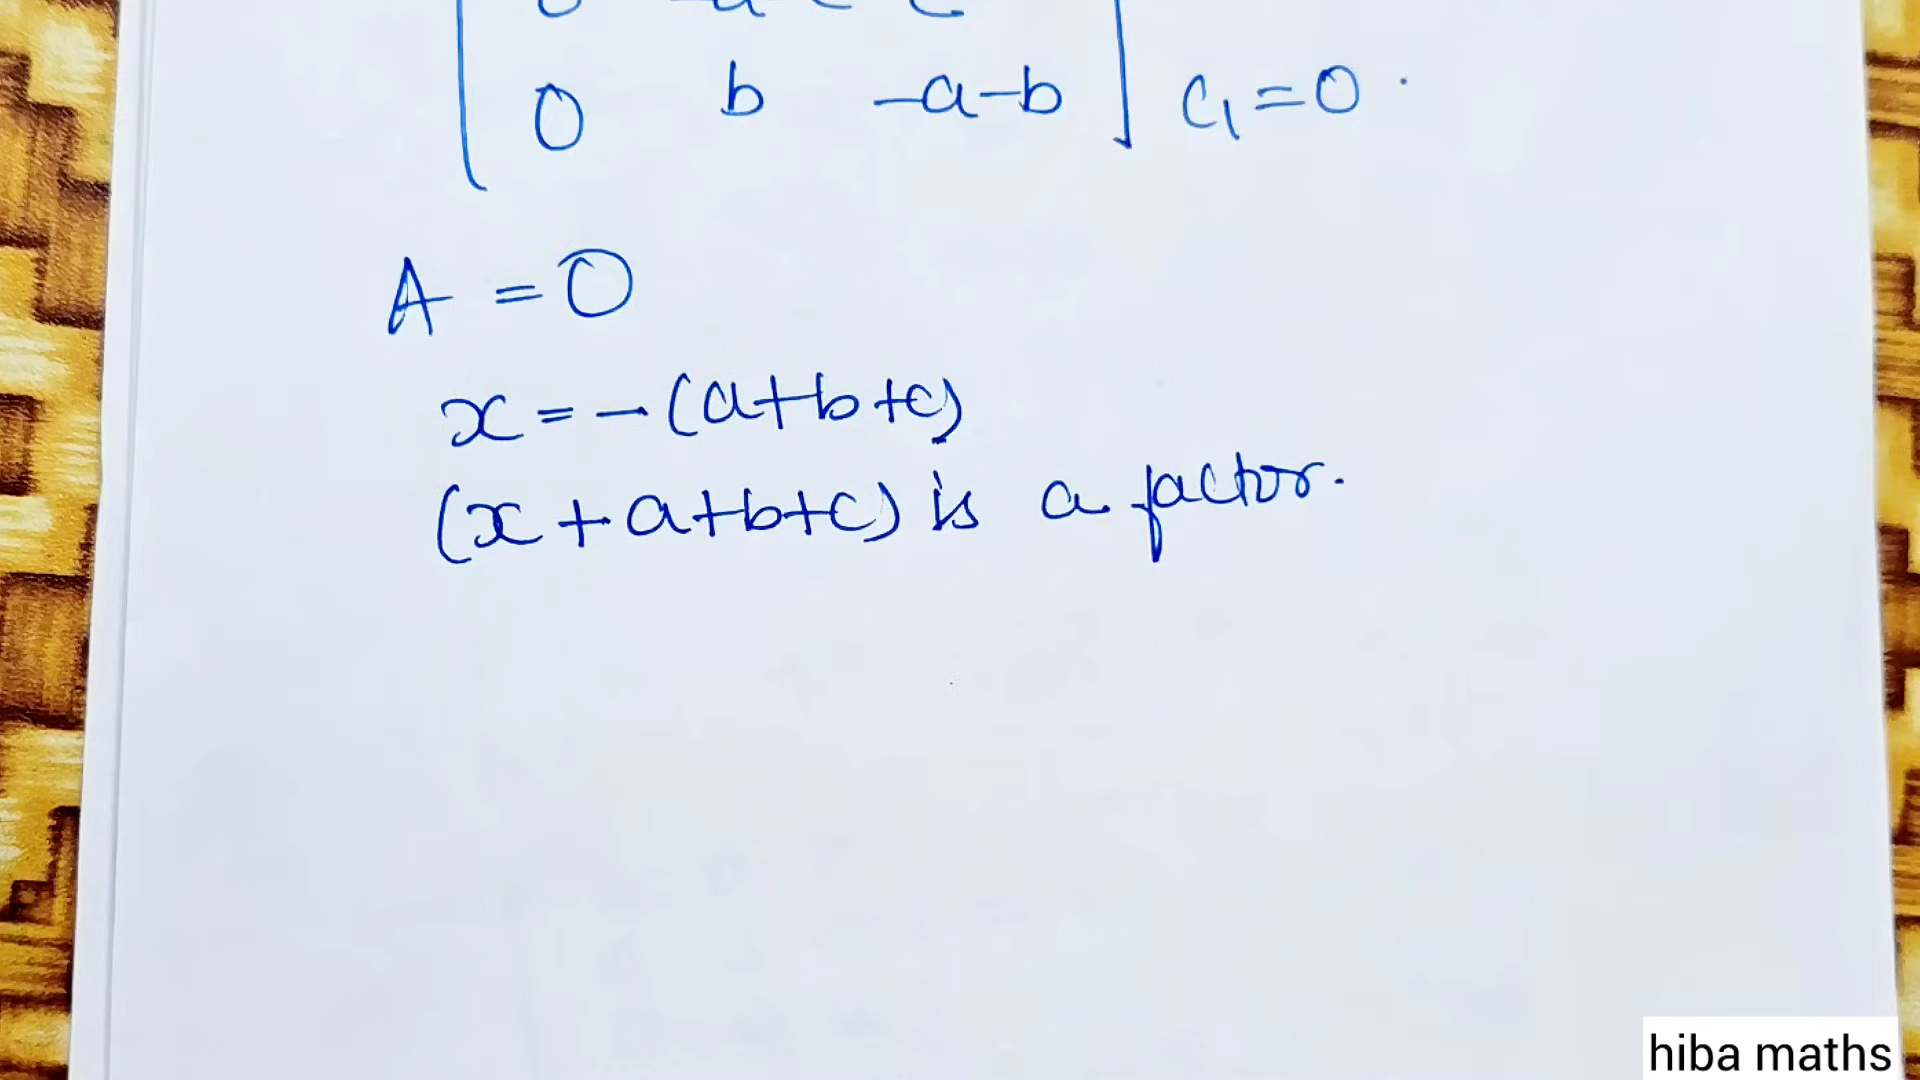 0 b -a-b C₁=0.
A = 0
x = -(a+b+c)
(x+a+b+c) is a factor.
hiba maths